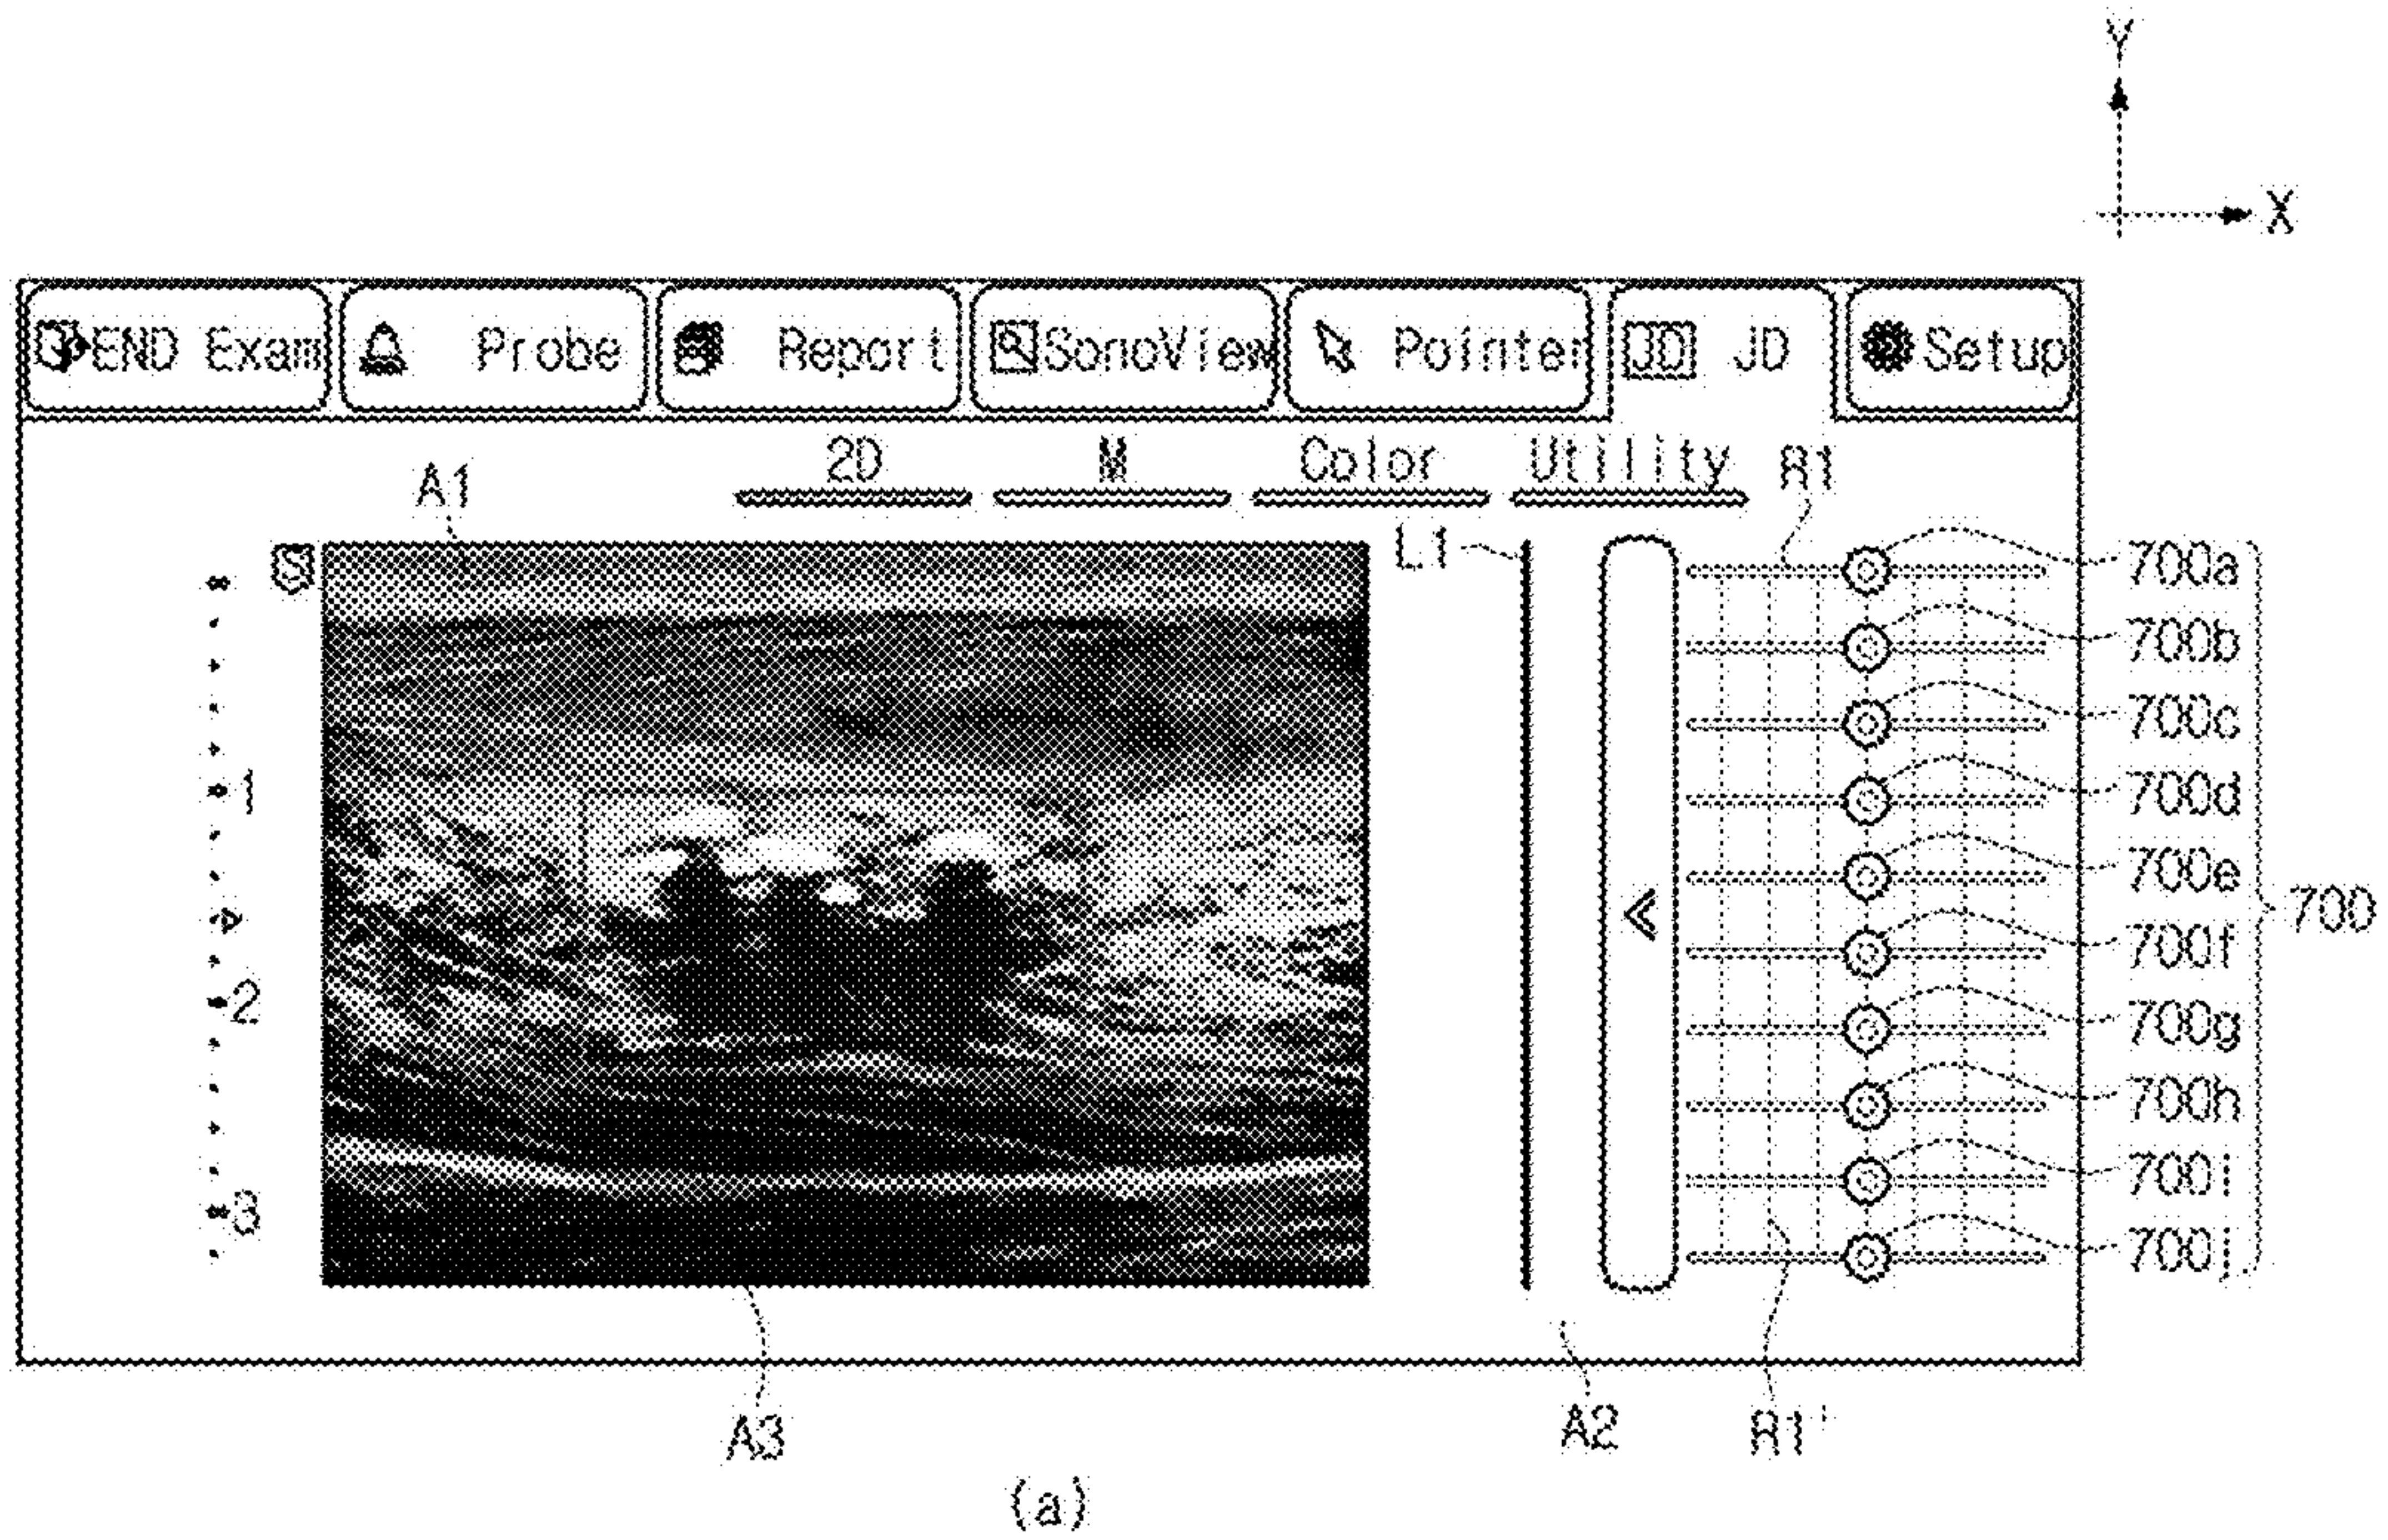 Y
X
END Exam Probe Report SonoView Pointer JD JD Setup
2D M Color Utility R1
A1
L1
S
700a
700b
700c
700d
1
700e
700
700f
2
700g
700h
700i
3
700j
A3 A2 R1'
(a)